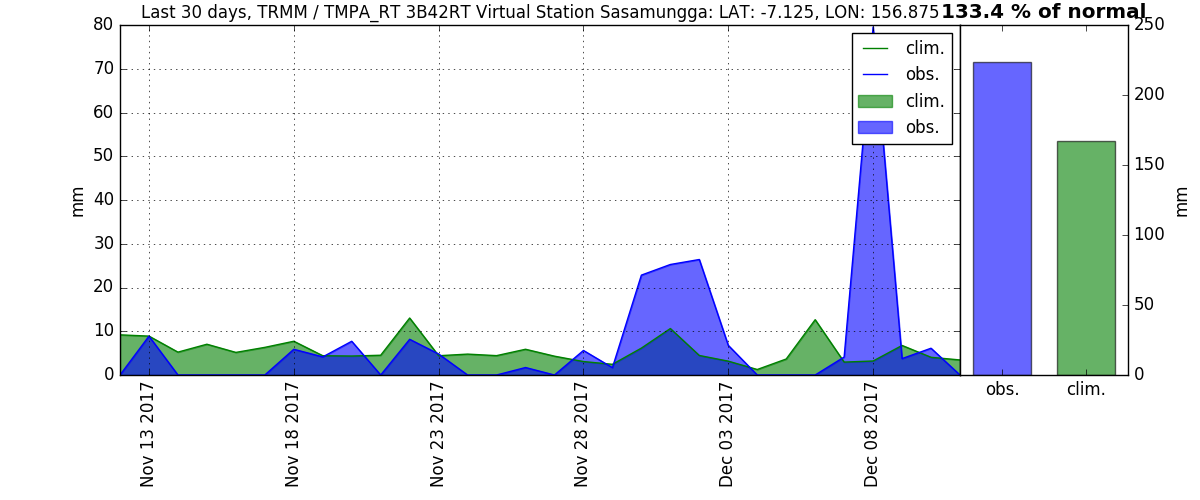 Last 30 days, TRMM / TMPA_RT 3B42RT Virtual Station Sasamungga: LAT: -7.125, LON: 156.875
133.4 % of normal
80
70
60
50
40
30
20
10
0
mm
clim.
obs.
clim.
obs.
250
200
150
100
50
0
mm
obs.
clim.
Nov 13 2017
Nov 18 2017
Nov 23 2017
Nov 28 2017
Dec 03 2017
Dec 08 2017